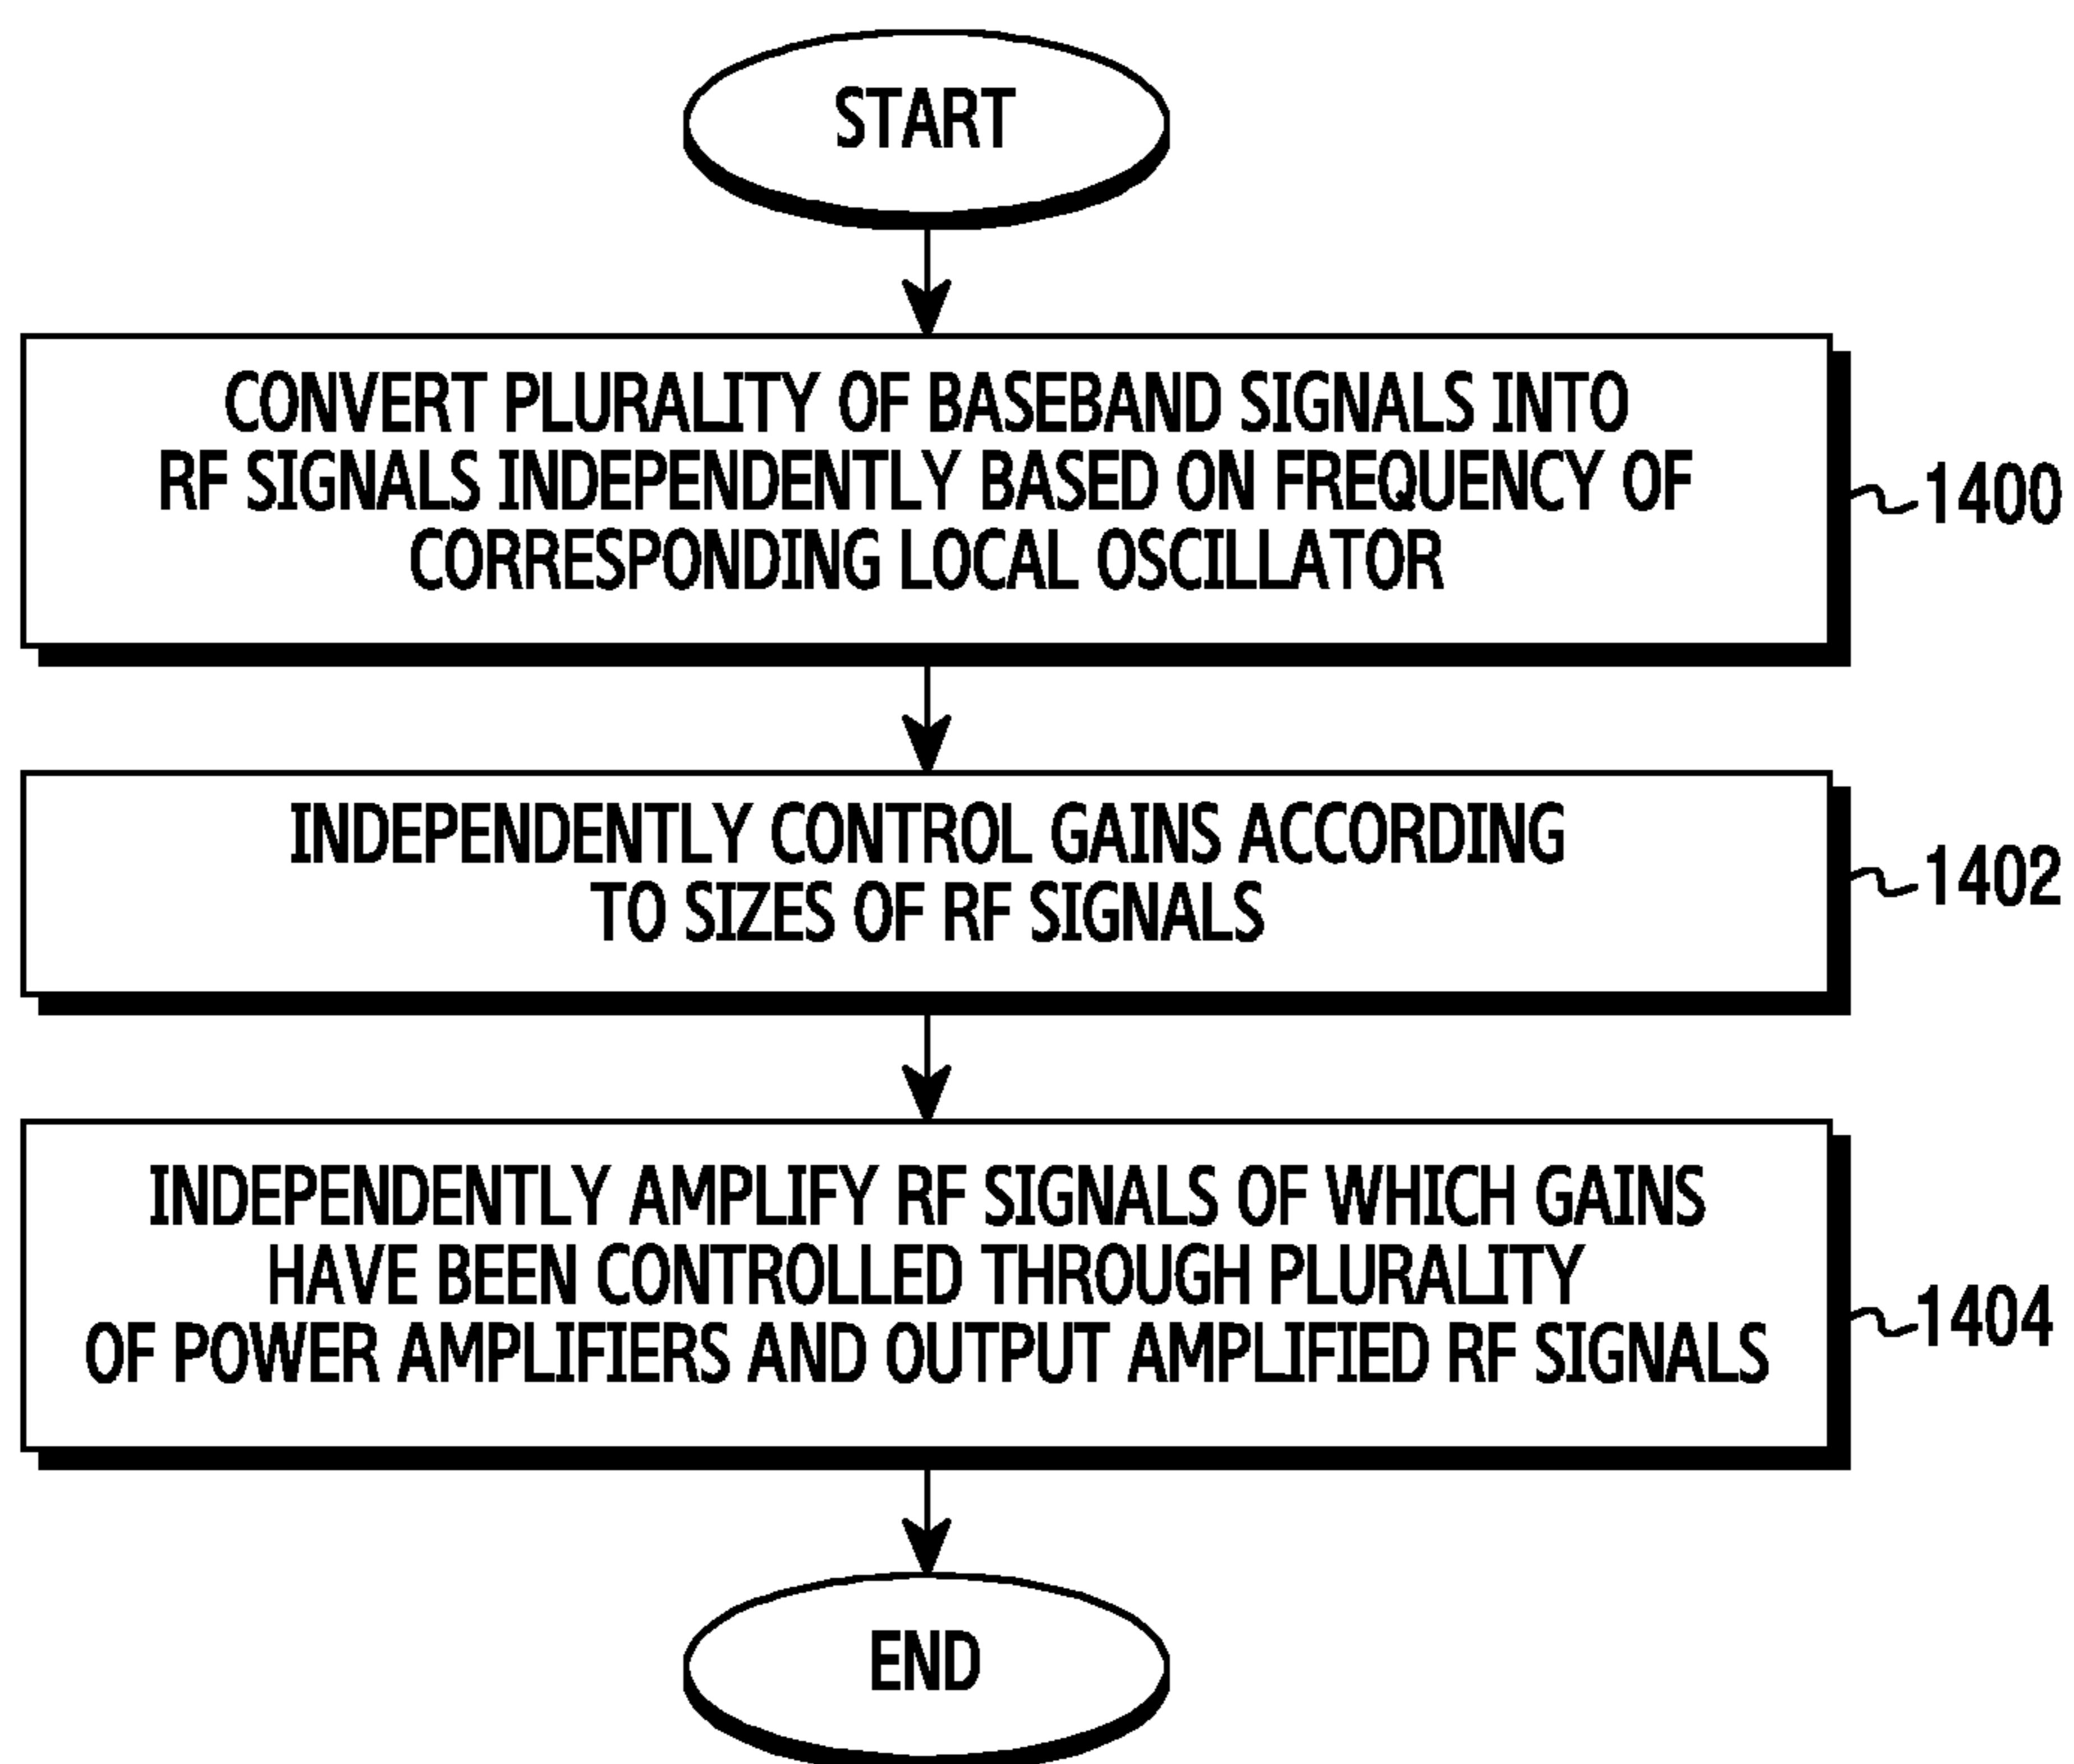 START
CONVERT PLURALITY OF BASEBAND SIGNALS INTO
RF SIGNALS INDEPENDENTLY BASED ON FREQUENCY OF
CORRESPONDING LOCAL OSCILLATOR
1400
INDEPENDENTLY CONTROL GAINS ACCORDING
TO SIZES OF RF SIGNALS
1402
INDEPENDENTLY AMPLIFY RF SIGNALS OF WHICH GAINS
HAVE BEEN CONTROLLED THROUGH PLURALITY
OF POWER AMPLIFIERS AND OUTPUT AMPLIFIED RF SIGNALS
1404
END